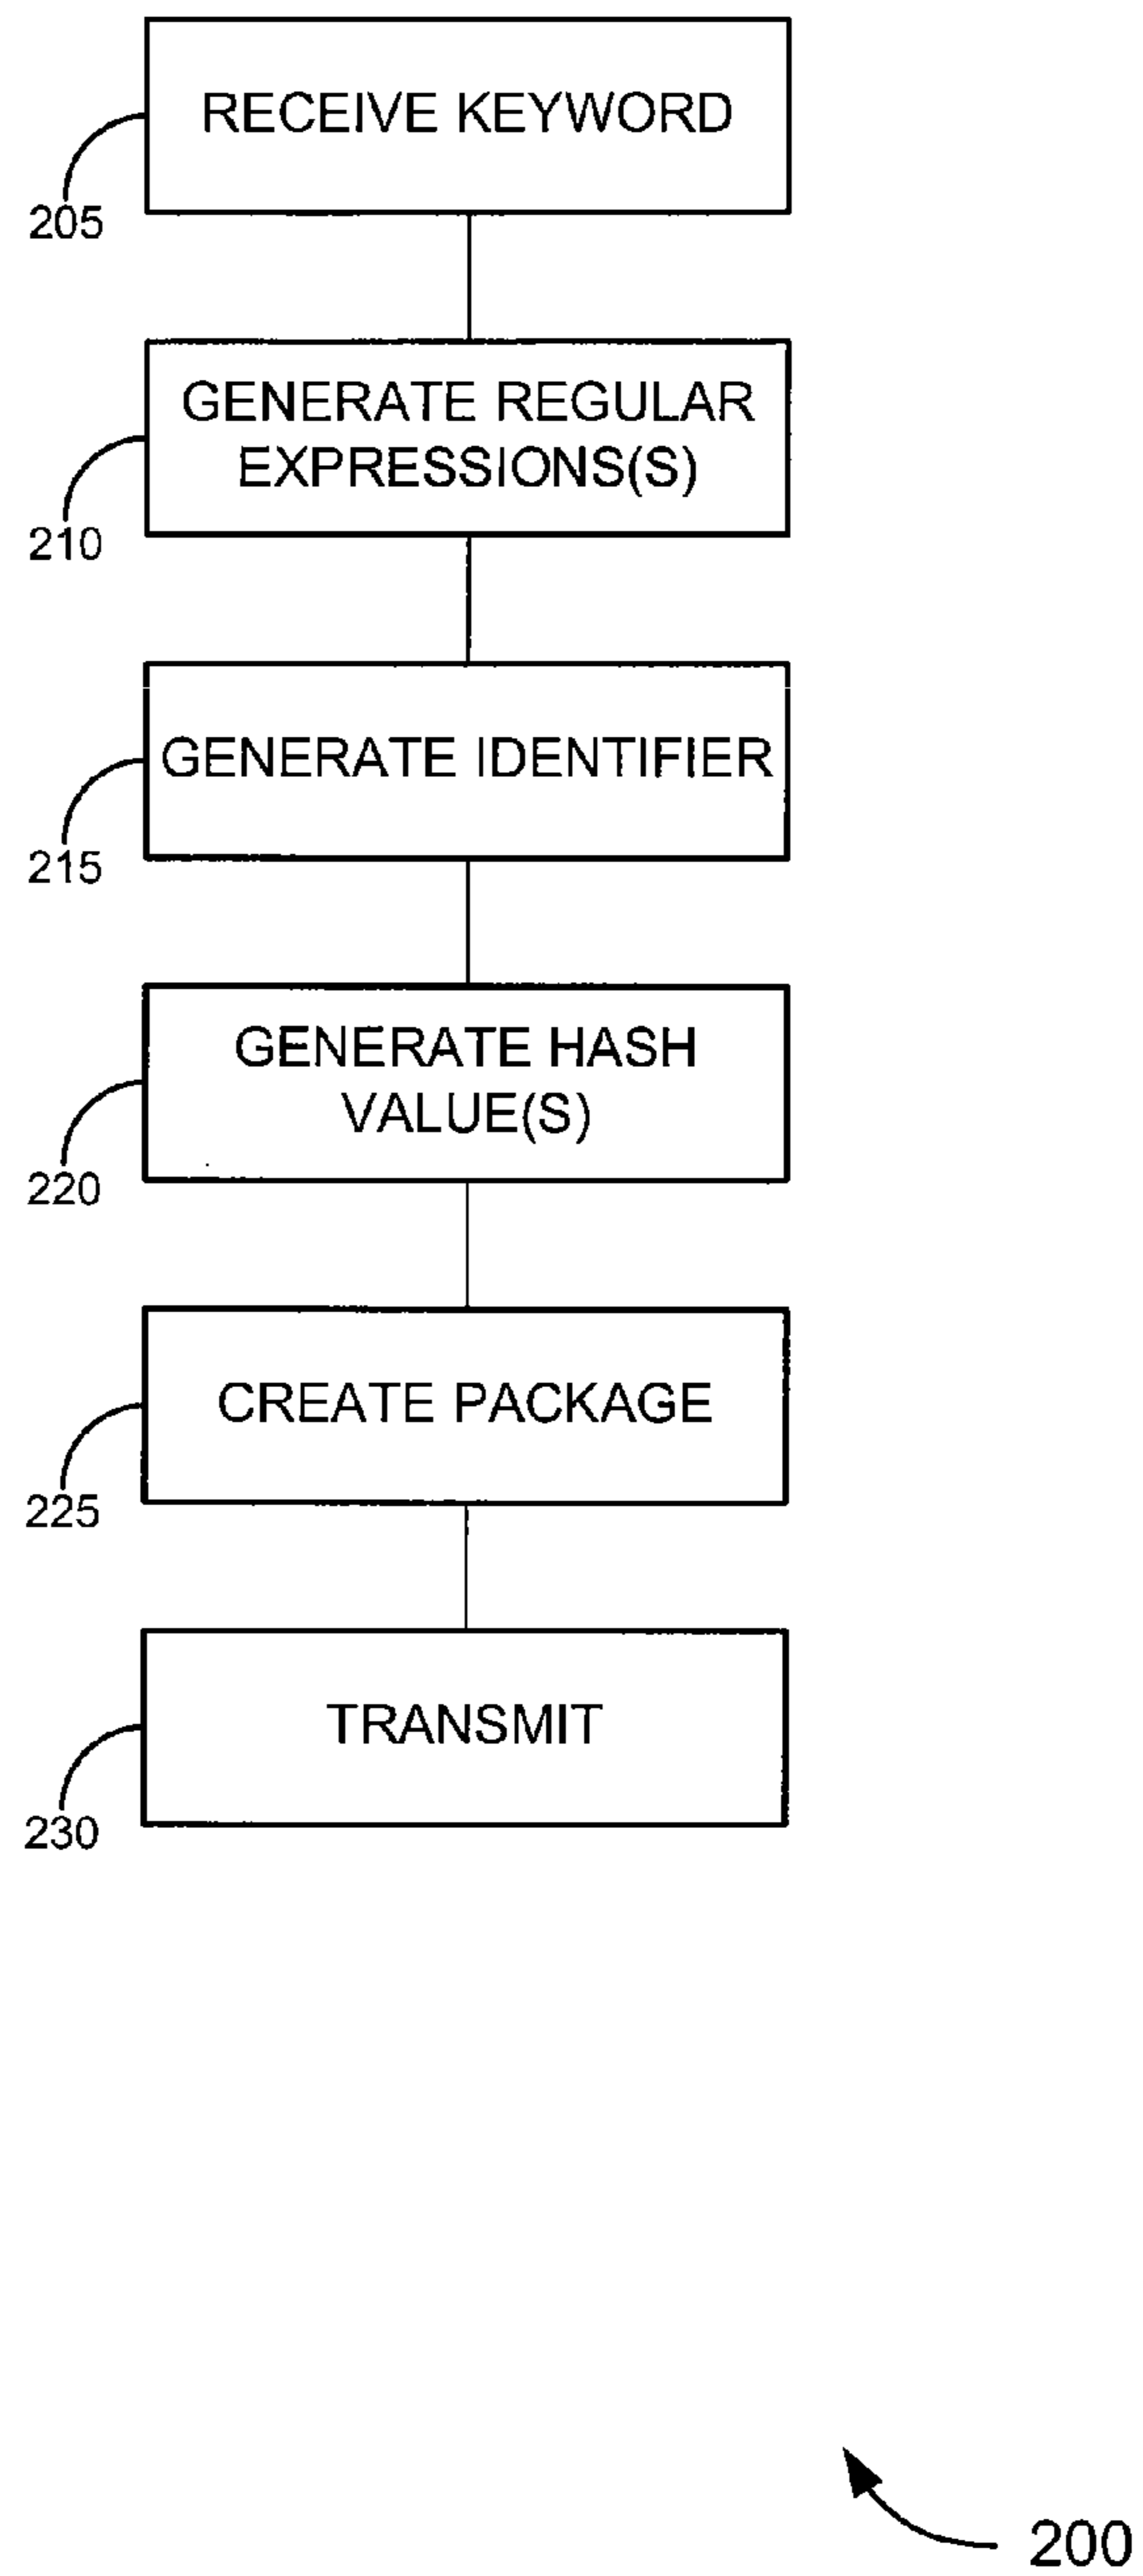 RECEIVE KEYWORD
205
GENERATE REGULAR
EXPRESSIONS(S)
210
GENERATE IDENTIFIER
215
GENERATE HASH
VALUE(S)
220
CREATE PACKAGE
225
TRANSMIT
230
200